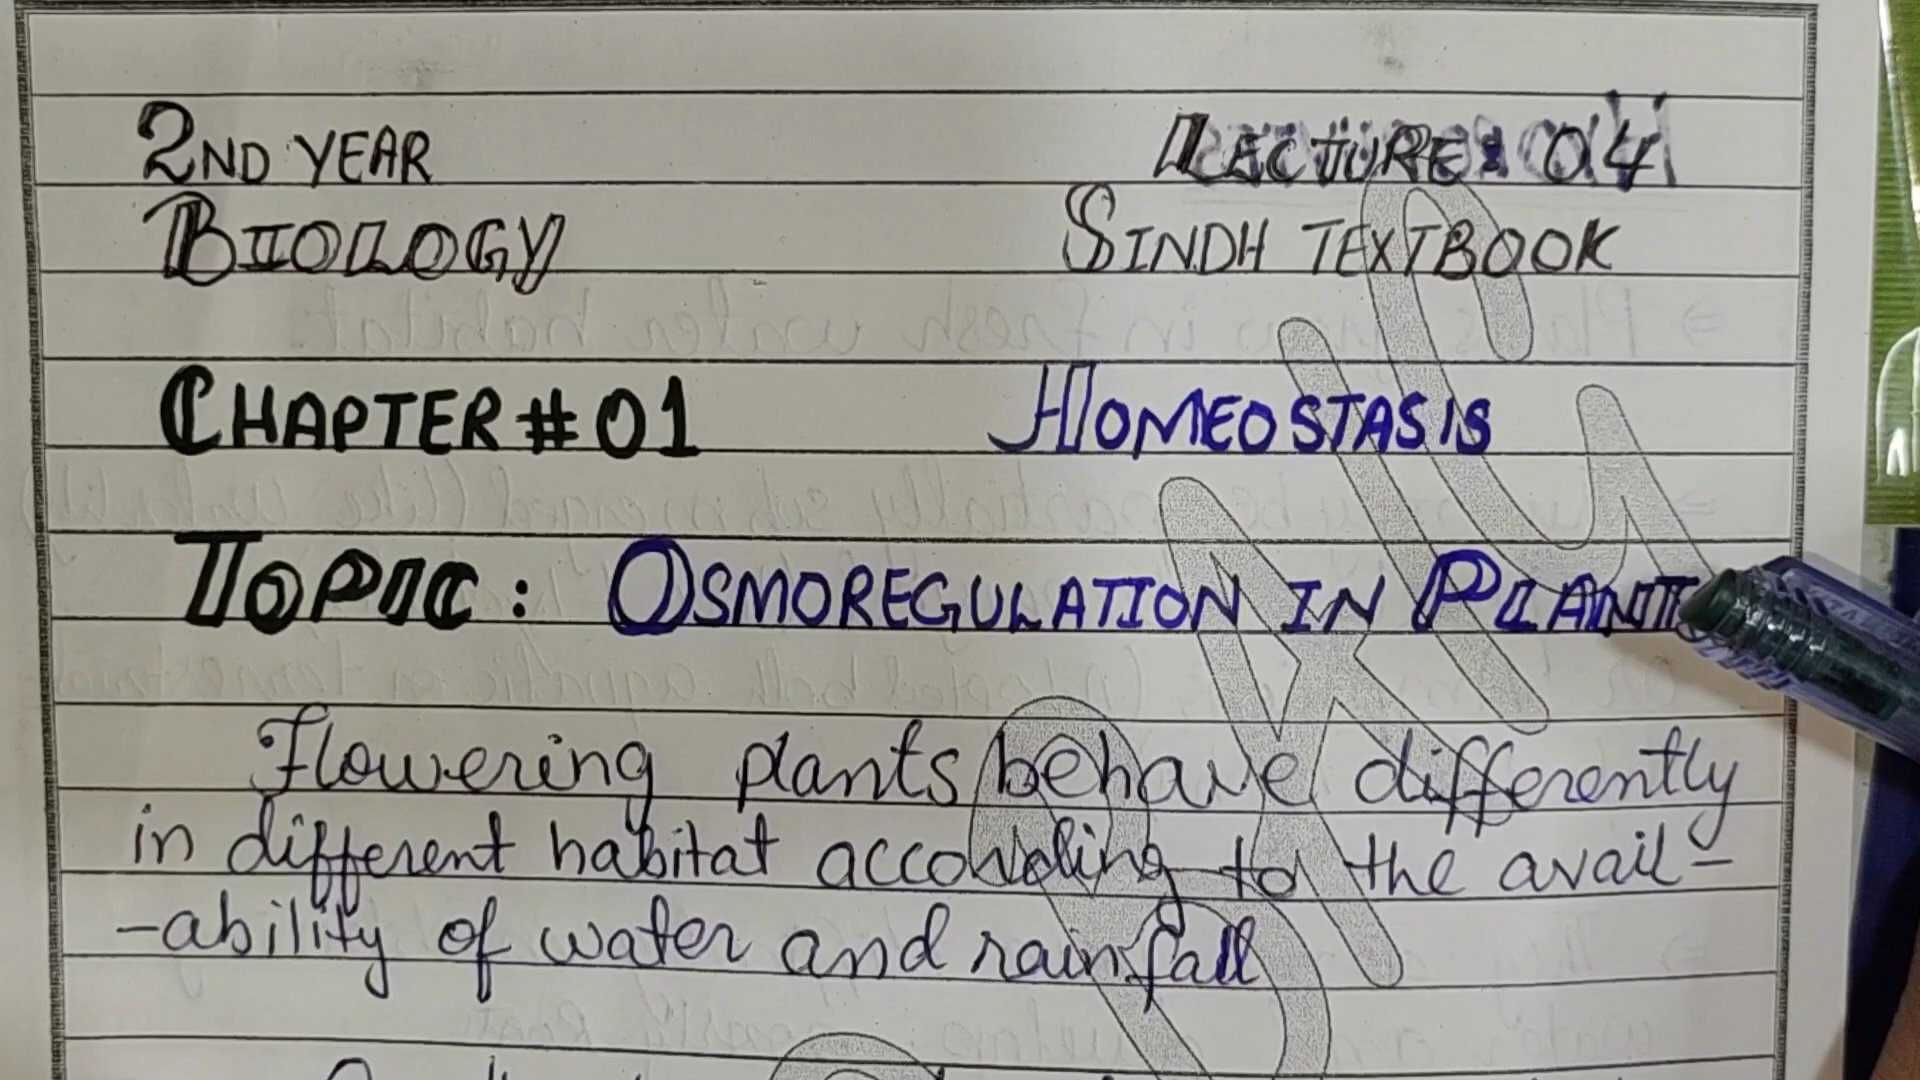 2ND YEAR
LECTURE: 04
BIOLOGY
SINDH TEXTBOOK
CHAPTER # 01
HOMEOSTASIS
TOPIC: OSMOREGULATION IN PLANT
Flowering plants behave differently
in different habitat according to the avail-
-ability of water and rainfall